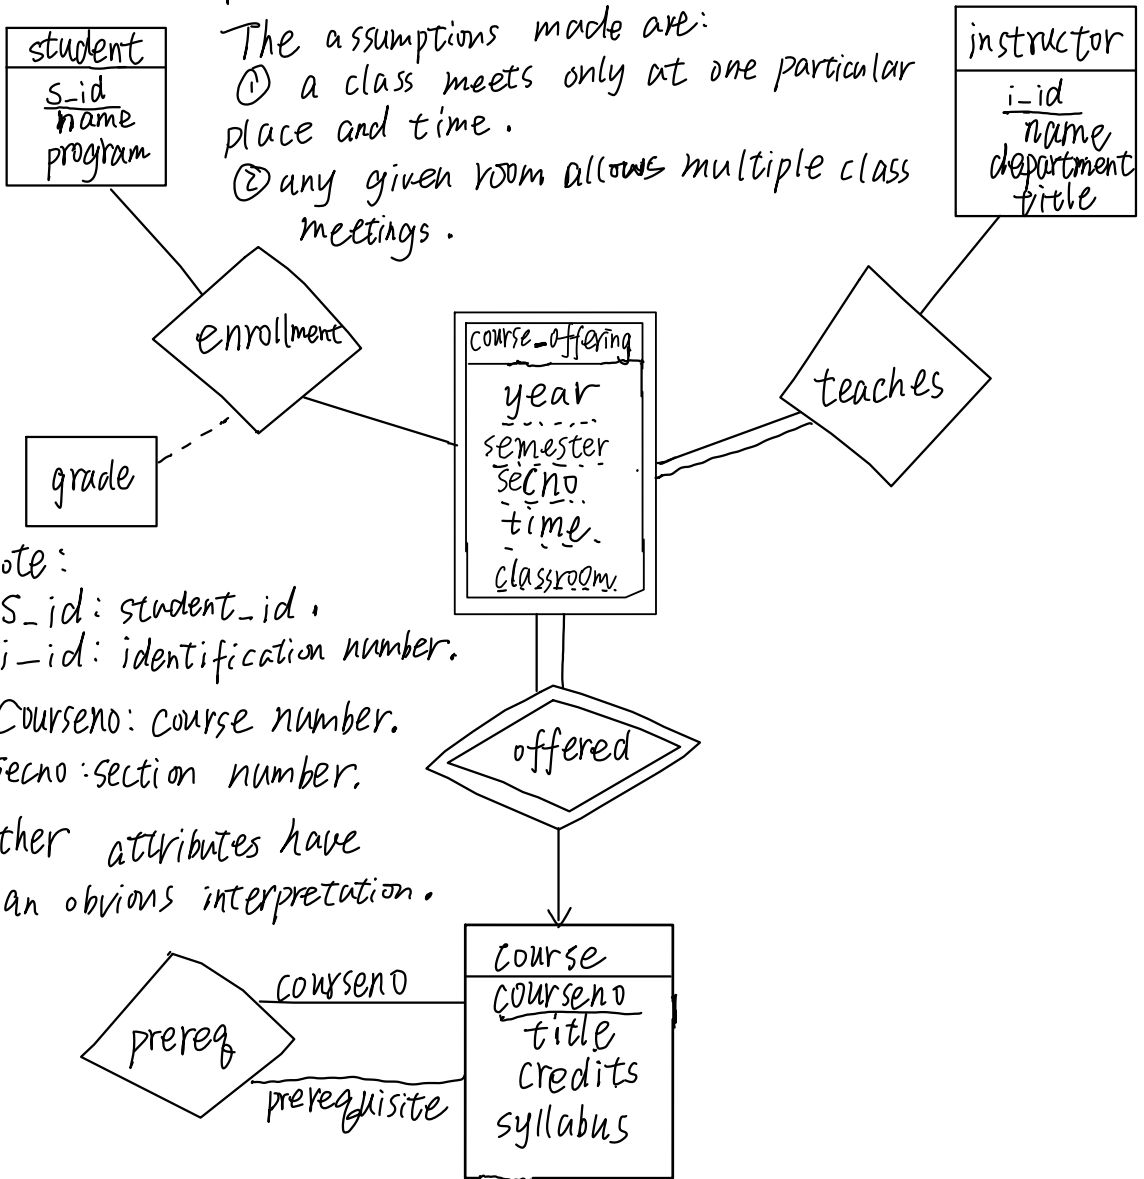 student
s_id
name
program
The assumptions made are:
① a class meets only at one particular
place and time.
② any given room allows multiple class
meetings.
instructor
i_id
name
department
title
enrollment
grade
course_offering
year
semester
secno
time
classroom
teaches
ote:
S_id: student_id.
i_id: identification number.
Courseno: course number.
secno: section number.
ther attributes have
an obvious interpretation.
offered
course
courseno
title
credits
syllabus
prereq
courseno
prerequisite